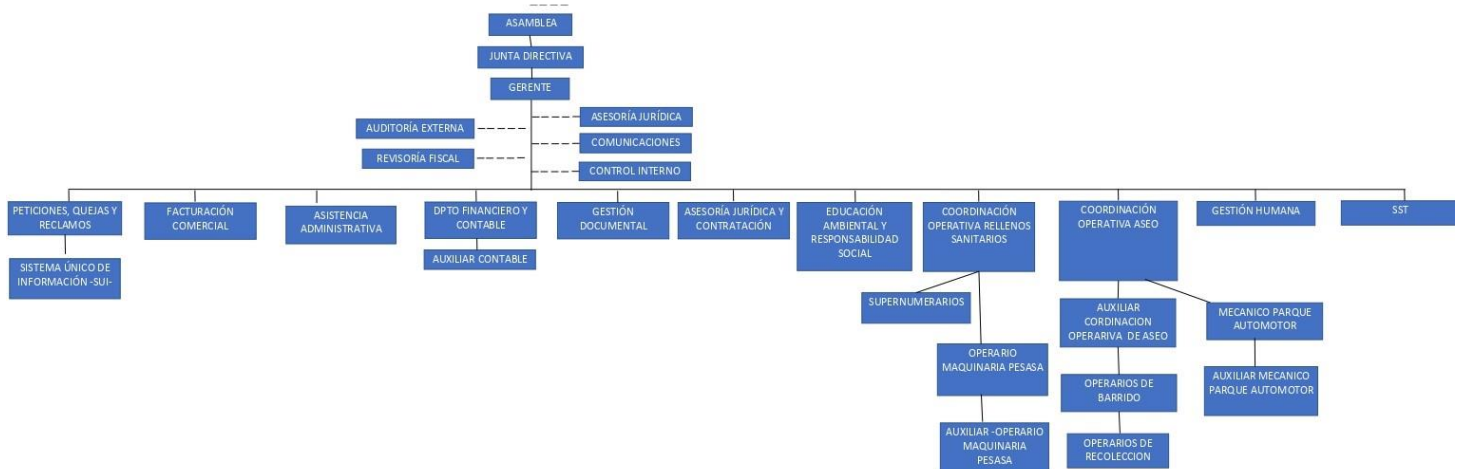 ASAMBLEA
JUNTA DIRECTIVA
GERENTE
ASESORÍA JURÍDICA
AUDITORÍA EXTERNA
COMUNICACIONES
REVISORÍA FISCAL
CONTROL INTERNO
PETICIONES, QUEJAS Y
RECLAMOS
FACTURACIÓN
COMERCIAL
ASISTENCIA
ADMINISTRATIVA
DPTO FINANCIERO Y
CONTABLE
GESTIÓN
DOCUMENTAL
ASESORÍA JURÍDICA Y
CONTRATACIÓN
EDUCACIÓN
AMBIENTAL Y
RESPONSABILIDAD
SOCIAL
COORDINACIÓN
OPERATIVA RELLENOS
SANITARIOS
COORDINACIÓN
OPERATIVA ASEO
GESTIÓN HUMANA
SST
SISTEMA ÚNICO DE
INFORMACIÓN -SUI-
AUXILIAR CONTABLE
SUPERNUMERARIOS
AUXILIAR
CORDINACION
OPERARIVA DE ASEO
MECANICO PARQUE
AUTOMOTOR
OPERARIO
MAQUINARIA PESASA
OPERARIOS DE
BARRIDO
AUXILIAR MECANICO
PARQUE AUTOMOTOR
AUXILIAR -OPERARIO
MAQUINARIA
PESASA
OPERARIOS DE
RECOLECCION